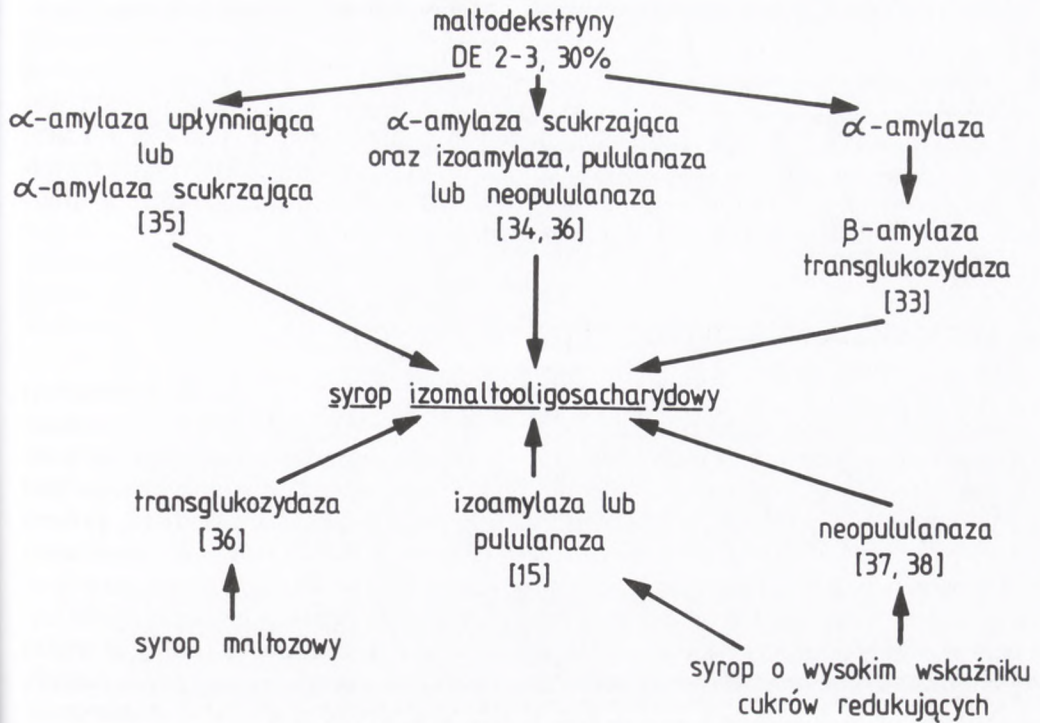 maltodekstryny
DE 2-3, 30%
α-amylaza upłynniająca
lub
α-amylaza scukrzająca
[35]
α-amylaza scukrzająca
oraz izoamylaza, pululanaza
lub neopululanaza
[34, 36]
α-amylaza
β-amylaza
transglukozydaza
[33]
syrop izomaltooligosacharydowy
transglukozydaza
[36]
syrop maltozowy
izoamylaza lub
pululanaza
[15]
neopululanaza
[37, 38]
syrop o wysokim wskaźniku
cukrów redukujących